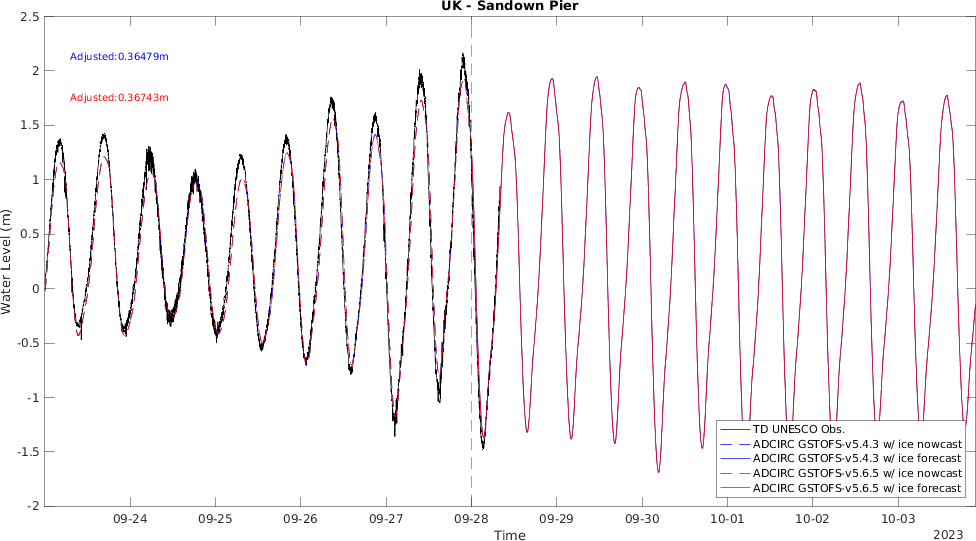 UK - Sandown Pier
2.5
2
1.5
1
0.5
0
-0.5
-1
-1.5
-2
Water Level (m)
Adjusted:0.36479m
Adjusted:0.36743m
TD UNESCO Obs.
ADCIRC GSTOFS-v5.4.3 w/ ice nowcast
ADCIRC GSTOFS-v5.4.3 w/ ice forecast
ADCIRC GSTOFS-v5.6.5 w/ ice nowcast
ADCIRC GSTOFS-v5.6.5 w/ ice forecast
09-24 09-25 09-26 09-27 09-28 09-29 09-30 10-01 10-02 10-03
Time
2023